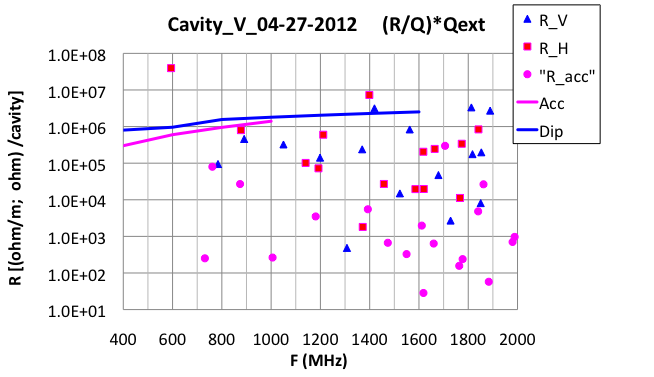 Cavity_V_04-27-2012 (R/Q)*Qext
R_V
R_H
"R_acc"
Acc
Dip
R [(ohm/m; ohm) /cavity]
1.0E+08
1.0E+07
1.0E+06
1.0E+05
1.0E+04
1.0E+03
1.0E+02
1.0E+01
400 600 800 1000 1200 1400 1600 1800 2000
F (MHz)